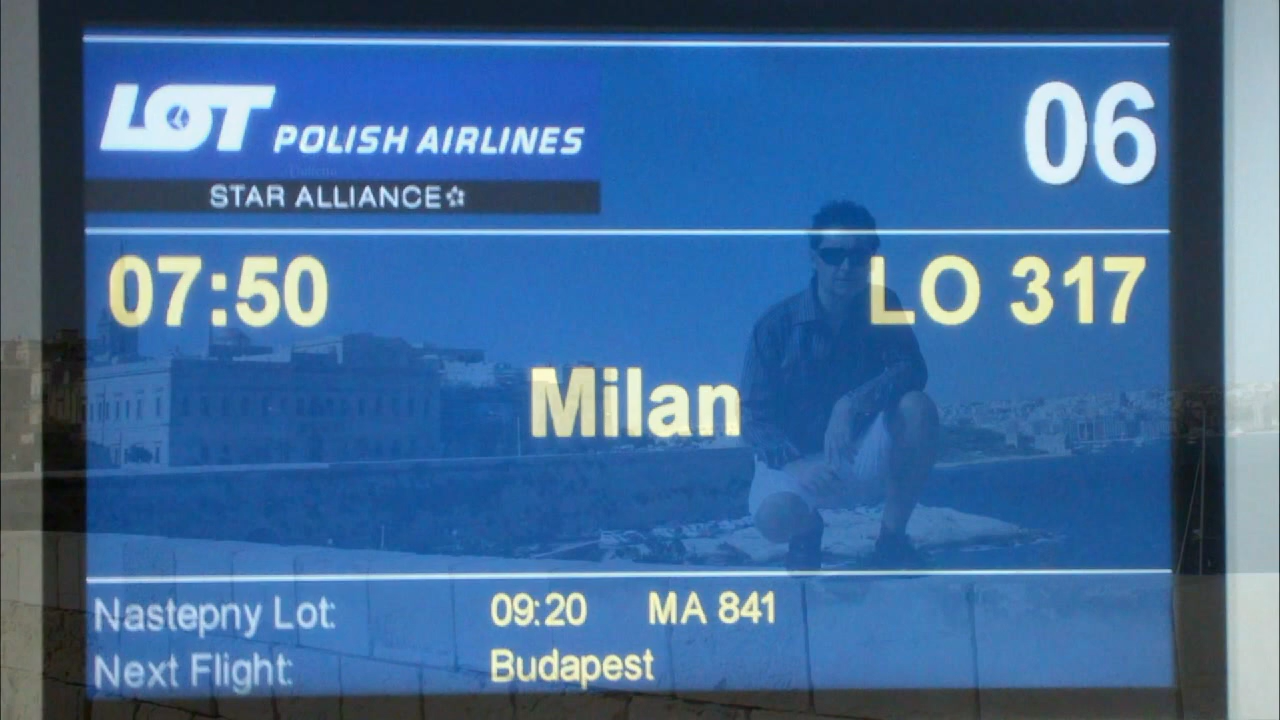 LOT POLISH AIRLINES
06
STAR ALLIANCE
07:50
LO 317
Milan
Nastepny Lot: 09:20 MA 841
Next Flight: Budapest